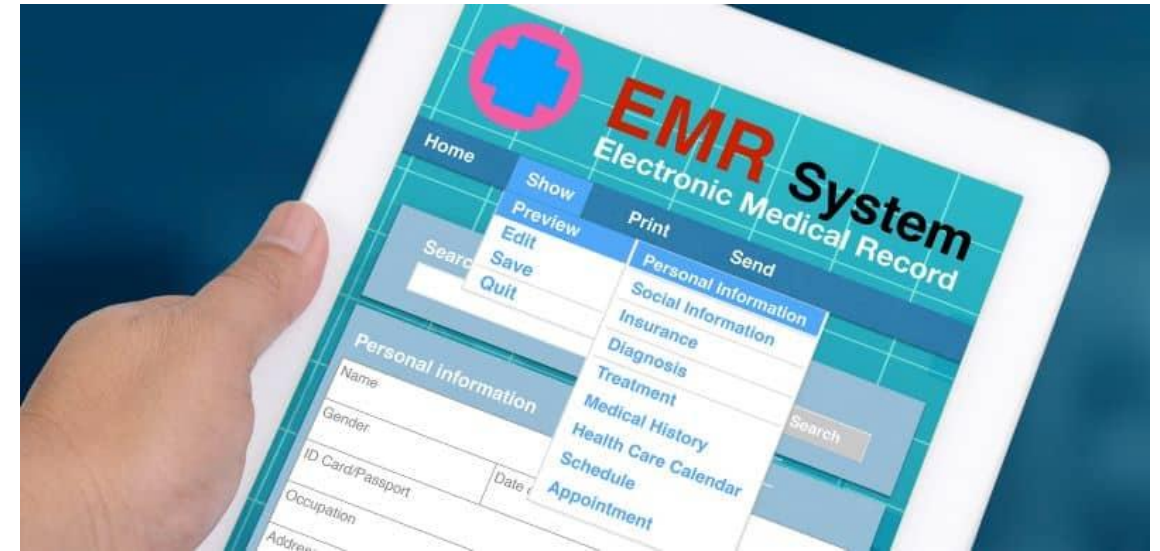 EMR System
Electronic Medical Record
Home Show Print Send
Preview
Edit
Save
Quit
Personal Information
Social Information
Insurance
Diagnosis
Treatment
Medical History
Health Care Calendar
Schedule
Appointment
Search
Personal information
Name
Gender
ID Card/Passport
Date
Occupation